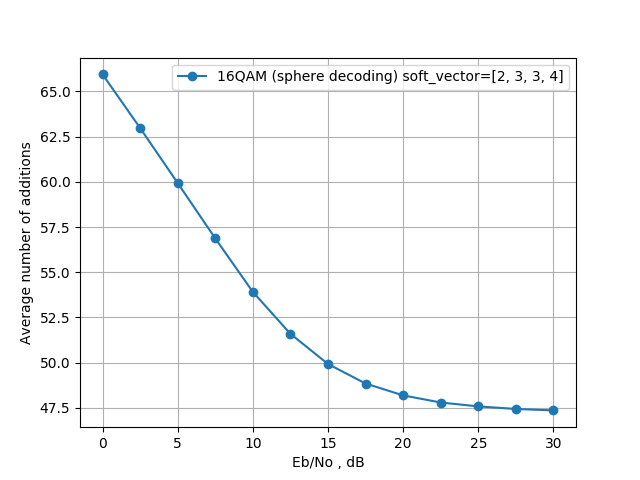 16QAM (sphere decoding) soft_vector=[2, 3, 3, 4]
Average number of additions
65.0
62.5
60.0
57.5
55.0
52.5
50.0
47.5
0 5 10 15 20 25 30
Eb/No , dB